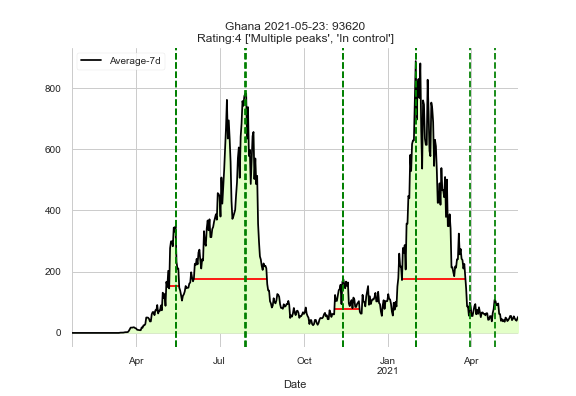 Ghana 2021-05-23: 93620
Rating:4 ['Multiple peaks', 'In control']
Average-7d
800
600
400
200
0
Apr
Jul
Oct
Jan
2021
Apr
Date